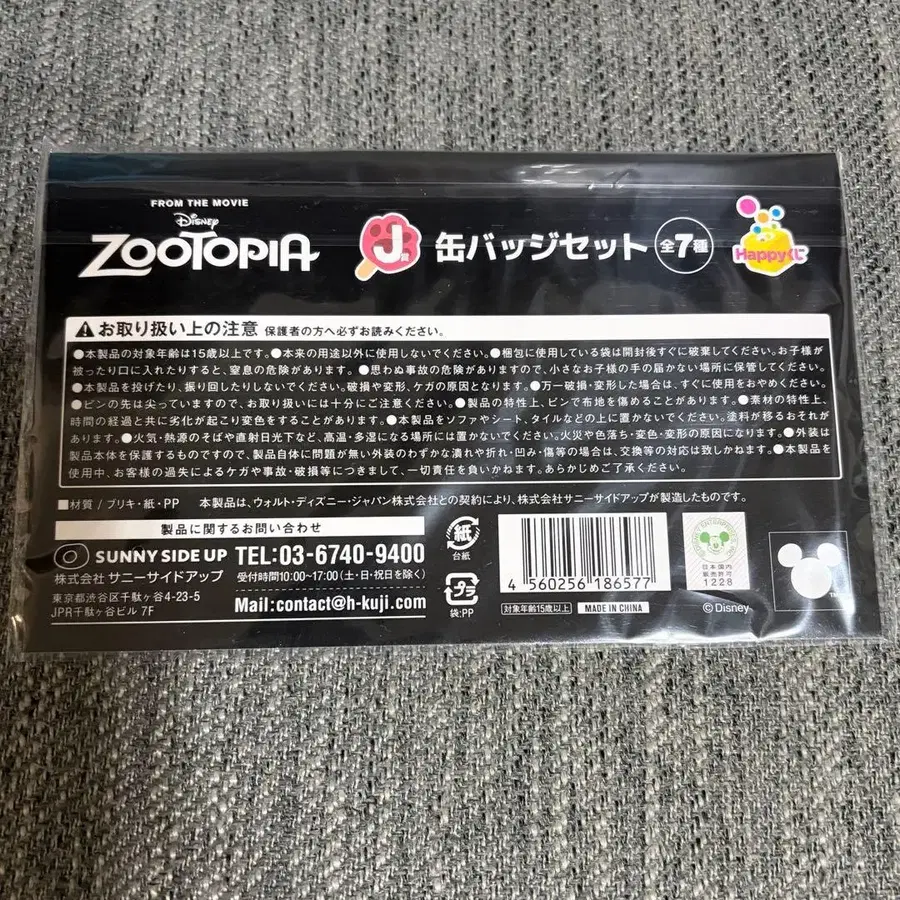 FROM THE MOVIE
Disney
ZOOTOPIA
J賞
缶バッジセット
全7種
Happyくじ
お取り扱い上の注意 保護者の方へ必ずお読みください。
●本製品の対象年齢は15歳以上です。●本来の用途以外に使用しないでください。●梱包に使用している袋は開封後すぐに破棄してください。お子様が
被ったり口に入れたりすると、窒息の危険があります。●思わぬ事故の危険がありますので、小さなお子様の手の届かない場所に保管してください。
●本製品を投げたり、振り回したりしないでください。破損や変形、ケガの原因となります。●万一破損・変形した場合は、すぐに使用をおやめください。
●ピンの先は尖っていますので、お取り扱いには十分にご注意ください。●製品の特性上、ピンで布地を傷めることがあります。●素材の特性上、
時間の経過と共に劣化が起こり変色をすることがあります。●本製品をソファやシート、タイルなどの上に置かないでください。塗料が移るおそれが
あります。●火気・熱源のそばや直射日光下など、高温・多湿になる場所には置かないでください。火災や色落ち・変色・変形の原因になります。●外装は
製品本体を保護するものです。製品自体に問題が無い外装のわずかな潰れや折れ・凹み・傷等の場合は、交換等の対応は致しかねます。●本製品を
使用中、お客様の過失によるケガや事故・破損等につきまして、一切責任を負いかねます。あらかじめご了承ください。
■材質 / ブリキ・紙・PP 本製品は、ウォルト・ディズニー・ジャパン株式会社との契約により、株式会社サニーサイドアップが製造したものです。
製品に関するお問い合わせ
SUNNY SIDE UP
株式会社 サニーサイドアップ
東京都渋谷区千駄ヶ谷4-23-5
JPR千駄ヶ谷ビル 7F
TEL:03-6740-9400
受付時間10:00~17:00(土・日・祝日を除く)
Mail:contact@h-kuji.com
紙
台紙
プラ
袋:PP
4 560256 186577
対象年齢15歳以上
MADE IN CHINA
日本国内
販売許可
1228
©Disney
TM